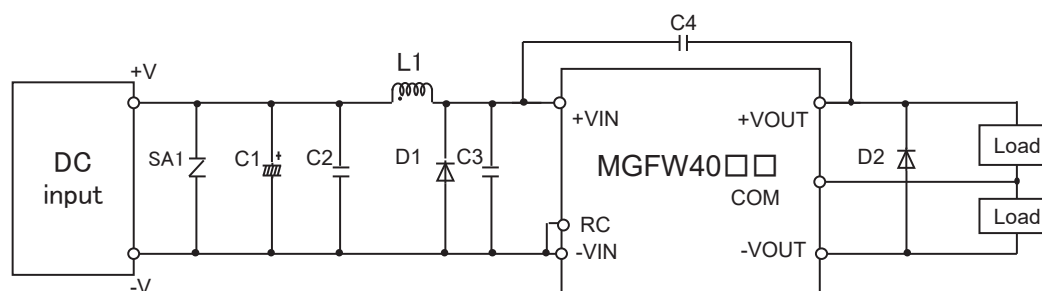 C4
+V
L1
+VIN
+VOUT
DC
input
SA1
C1
+
C2
D1
C3
MGFW40□□
COM
D2
Load
Load
RC
-VIN
-VOUT
-V